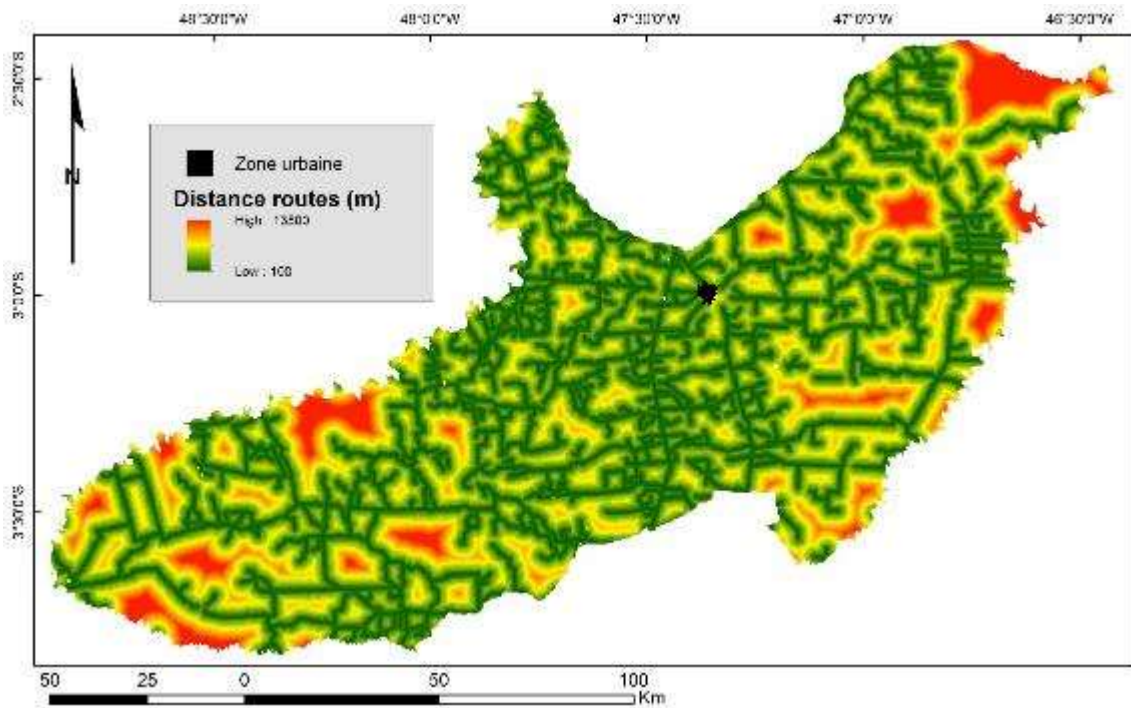 48°30'0"W 48°0'0"W 47°30'0"W 47°0'0"W 46°30'0"W
2°30'0"S
N
Zone urbaine
Distance routes (m)
High : 13800
Low : 100
3°0'0"S
3°30'0"S
50 25 0 50 100
Km